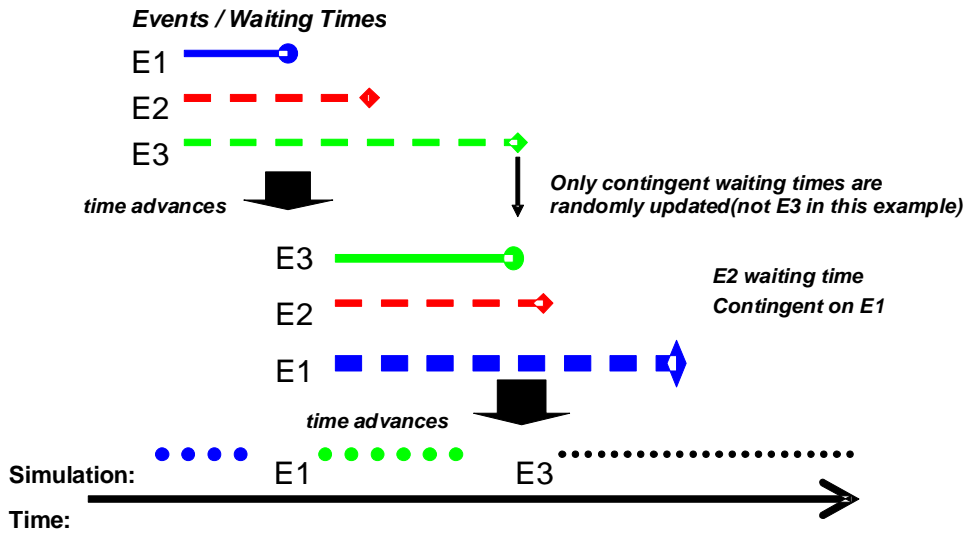 Events / Waiting Times
E1
E2
E3
time advances
Only contingent waiting times are
randomly updated(not E3 in this example)
E3
E2
E1
E2 waiting time
Contingent on E1
time advances
Simulation:
E1
E3
Time: